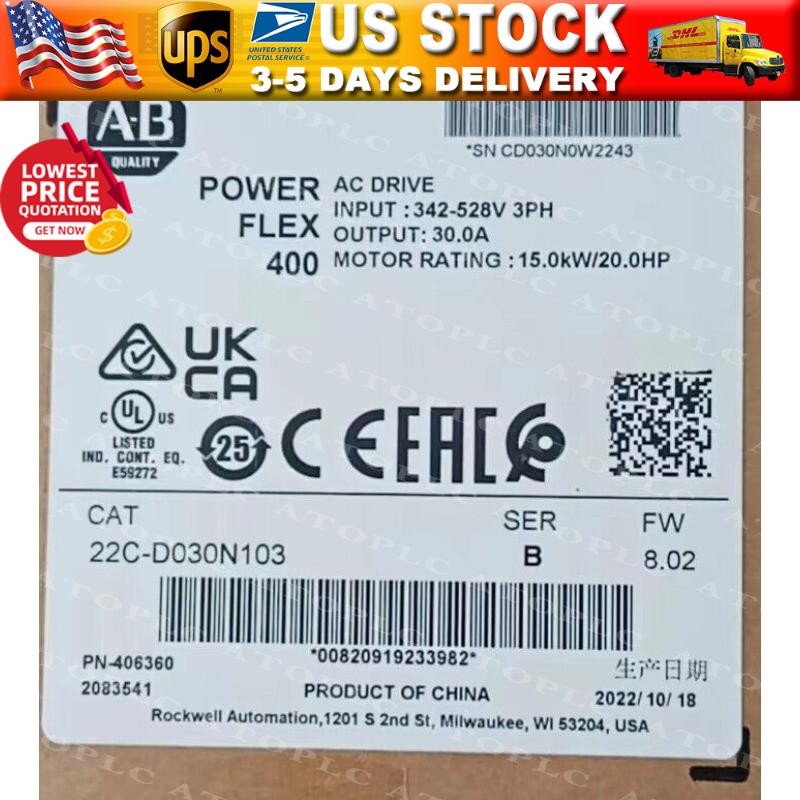 US STOCK
ups
UNITED STATES
POSTAL SERVICE®
DHL
3-5 DAYS DELIVERY
A-B
QUALITY
*SN CD030N0W2243
LOWEST
PRICE
QUOTATION
GET NOW
POWER
FLEX
400
AC DRIVE
INPUT : 342-528V 3PH
OUTPUT: 30.0A
MOTOR RATING : 15.0kW/20.0HP
UK
CA
C UL US
LISTED
IND. CONT. EQ.
E59272
25
CE
EAC
CAT
22C-D030N103
SER
B
FW
8.02
*00820919233982*
PN-406360
2083541
PRODUCT OF CHINA
生产日期
2022/10/18
Rockwell Automation,1201 S 2nd St, Milwaukee, WI 53204, USA
ATOPLC